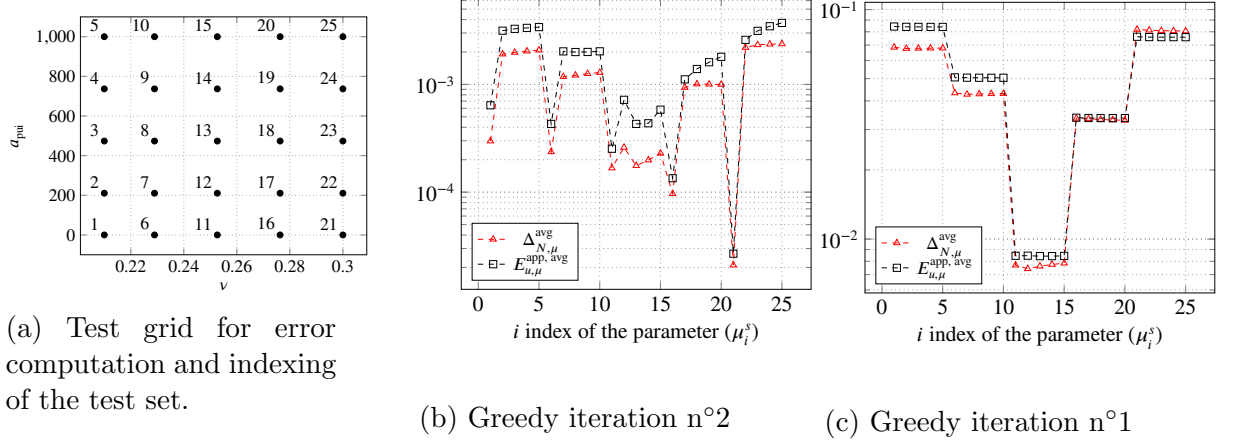 5 10 15 20 25
1,000
4 9 14 19 24
800
600
3 8 13 18 23
400
2 7 12 17 22
200
1 6 11 16 21
0
a_pui
0.22 0.24 0.26 0.28 0.3
ν
(a) Test grid for error
computation and indexing
of the test set.
10^−3
10^−4
Δ^avg_N,μ
E^app, avg_u,μ
0 5 10 15 20 25
i index of the parameter (μ^s_i)
(b) Greedy iteration n°2
10^−1
10^−2
Δ^avg_N,μ
E^app, avg_u,μ
0 5 10 15 20 25
i index of the parameter (μ^s_i)
(c) Greedy iteration n°1